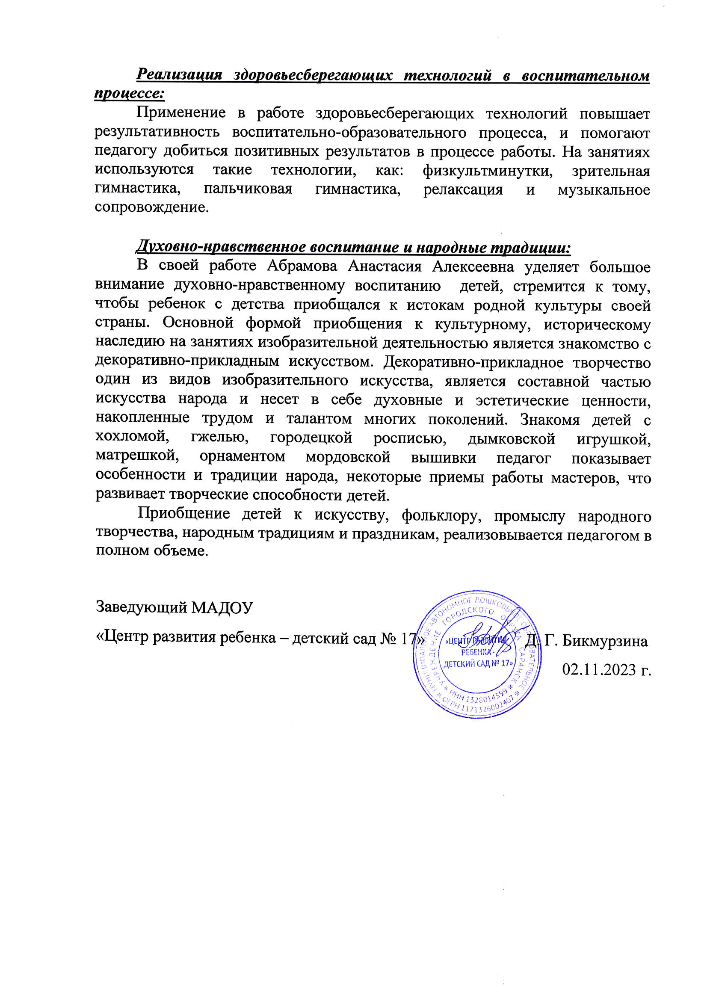 Реализация здоровьесберегающих технологий в воспитательном
процессе:
Применение в работе здоровьесберегающих технологий повышает
результативность воспитательно-образовательного процесса, и помогают
педагогу добиться позитивных результатов в процессе работы. На занятиях
используются такие технологии, как: физкультминутки, зрительная
гимнастика, пальчиковая гимнастика, релаксация и музыкальное
сопровождение.
Духовно-нравственное воспитание и народные традиции:
В своей работе Абрамова Анастасия Алексеевна уделяет большое
внимание духовно-нравственному воспитанию детей, стремится к тому,
чтобы ребенок с детства приобщался к истокам родной культуры своей
страны. Основной формой приобщения к культурному, историческому
наследию на занятиях изобразительной деятельностью является знакомство с
декоративно-прикладным искусством. Декоративно-прикладное творчество
один из видов изобразительного искусства, является составной частью
искусства народа и несет в себе духовные и эстетические ценности,
накопленные трудом и талантом многих поколений. Знакомя детей с
хохломой, гжелью, городецкой росписью, дымковской игрушкой,
матрешкой, орнаментом мордовской вышивки педагог показывает
особенности и традиции народа, некоторые приемы работы мастеров, что
развивает творческие способности детей.
Приобщение детей к искусству, фольклору, промыслу народного
творчества, народным традициям и праздникам, реализовывается педагогом в
полном объеме.
Заведующий МАДОУ
«Центр развития ребенка – детский сад № 17» Д. Г. Бикмурзина
02.11.2023 г.
МУНИЦИПАЛЬНОЕ АВТОНОМНОЕ ДОШКОЛЬНОЕ ОБРАЗОВАТЕЛЬНОЕ
УЧРЕЖДЕНИЕ ГОРОДСКОГО ОКРУГА САРАНСК
«ЦЕНТР РАЗВИТИЯ
РЕБЕНКА -
ДЕТСКИЙ САД № 17»
* ИНН 1328014599 *
* ОГРН 1171326002407 *